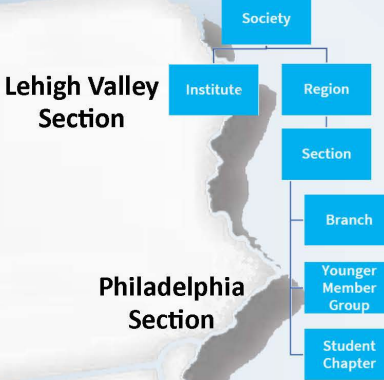 Society
Institute
Region
Lehigh Valley
Section
Section
Branch
Younger
Member
Group
Philadelphia
Section
Student
Chapter